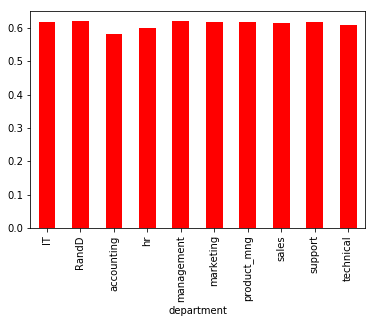 0.6
0.5
0.4
0.3
0.2
0.1
0.0
IT
RandD
accounting
hr
management
marketing
product_mng
sales
support
technical
department